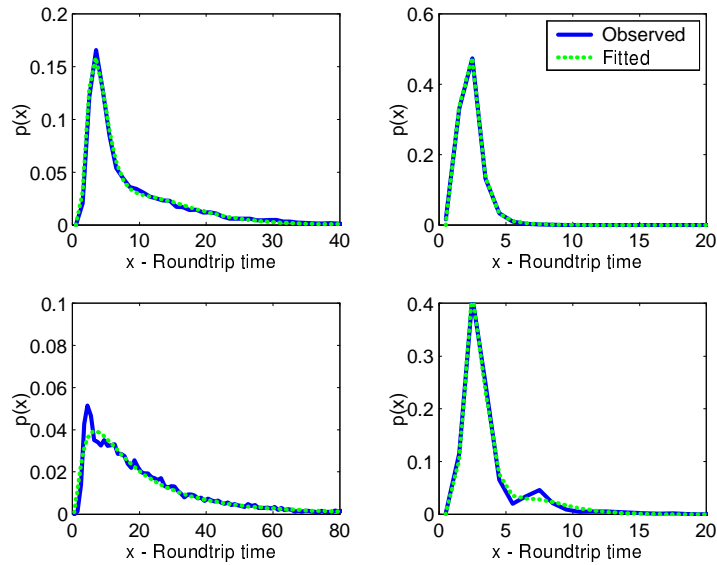 0.2
0.15
0.1
0.05
0
p(x)
0 10 20 30 40
x - Roundtrip time
0.6
0.4
0.2
0
p(x)
0 5 10 15 20
x - Roundtrip time
Observed
Fitted
0.1
0.08
0.06
0.04
0.02
0
p(x)
0 20 40 60 80
x - Roundtrip time
0.4
0.3
0.2
0.1
0
p(x)
0 5 10 15 20
x - Roundtrip time